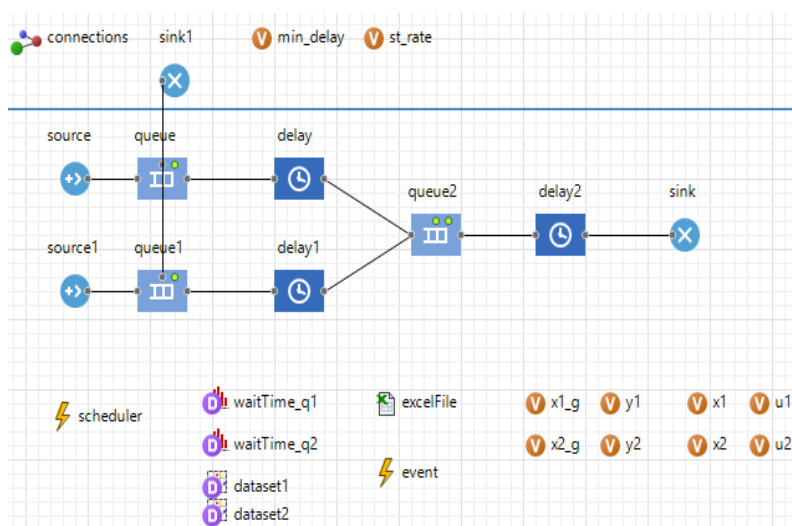 connections sink1 min_delay st_rate
source queue delay
queue2 delay2 sink
source1 queue1 delay1
waitTime_q1 excelFile x1_g y1 x1 u1
scheduler
waitTime_q2 x2_g y2 x2 u2
event
dataset1
dataset2